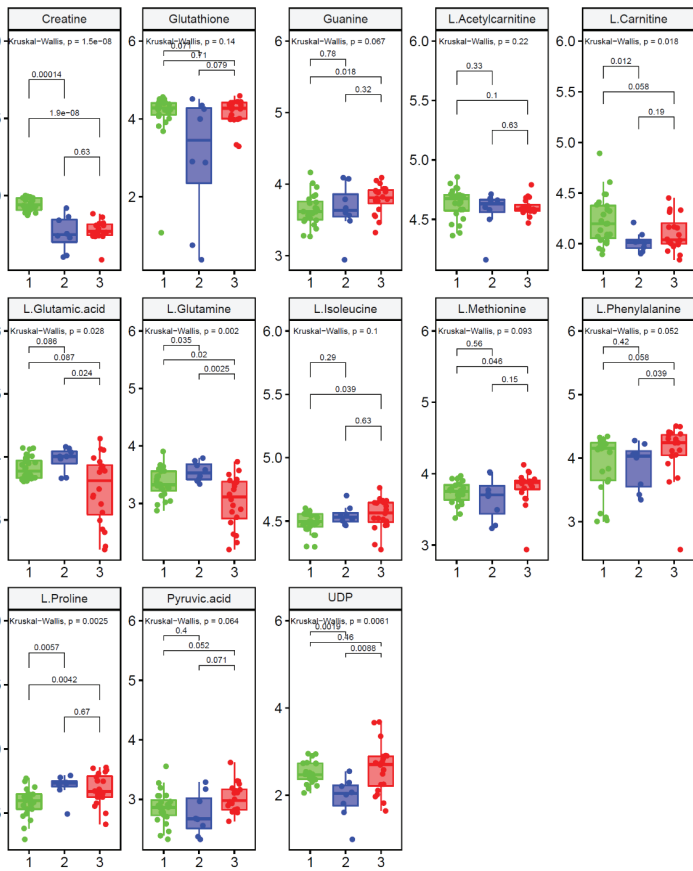 Creatine
Glutathione
Guanine
L.Acetylcarnitine
L.Carnitine
Kruskal−Wallis, p = 1.5e−08
Kruskal−Wallis, p = 0.14
Kruskal−Wallis, p = 0.067
Kruskal−Wallis, p = 0.22
Kruskal−Wallis, p = 0.018
0.00014
1.9e−08
0.63
0.071
0.71
0.079
0.78
0.018
0.32
0.33
0.1
0.63
0.012
0.058
0.19
6
4
2
6
5
4
3
6.0
5.5
5.0
4.5
6.0
5.5
5.0
4.5
4.0
1 2 3
1 2 3
1 2 3
1 2 3
1 2 3
L.Glutamic.acid
L.Glutamine
L.Isoleucine
L.Methionine
L.Phenylalanine
Kruskal−Wallis, p = 0.028
Kruskal−Wallis, p = 0.002
Kruskal−Wallis, p = 0.1
Kruskal−Wallis, p = 0.093
Kruskal−Wallis, p = 0.052
0.086
0.087
0.024
0.035
0.02
0.0025
0.29
0.039
0.63
0.56
0.046
0.15
0.42
0.058
0.039
6
5
4
3
6.0
5.5
5.0
4.5
6
5
4
3
6
5
4
3
1 2 3
1 2 3
1 2 3
1 2 3
1 2 3
L.Proline
Pyruvic.acid
UDP
Kruskal−Wallis, p = 0.0025
Kruskal−Wallis, p = 0.064
Kruskal−Wallis, p = 0.0061
0.0057
0.0042
0.67
0.4
0.052
0.071
0.0019
0.46
0.0088
6
5
4
3
6
4
2
1 2 3
1 2 3
1 2 3